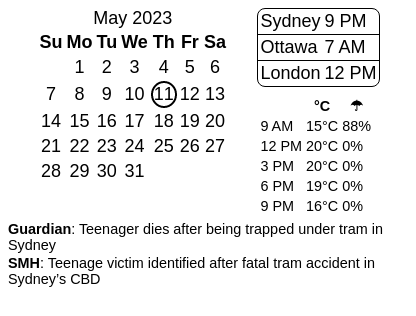 May 2023
Su Mo Tu We Th Fr Sa
1 2 3 4 5 6
7 8 9 10 11 12 13
14 15 16 17 18 19 20
21 22 23 24 25 26 27
28 29 30 31
Sydney 9 PM
Ottawa 7 AM
London 12 PM
°C ☂
9 AM 15°C 88%
12 PM 20°C 0%
3 PM 20°C 0%
6 PM 19°C 0%
9 PM 16°C 0%
Guardian: Teenager dies after being trapped under tram in
Sydney
SMH: Teenage victim identified after fatal tram accident in
Sydney’s CBD